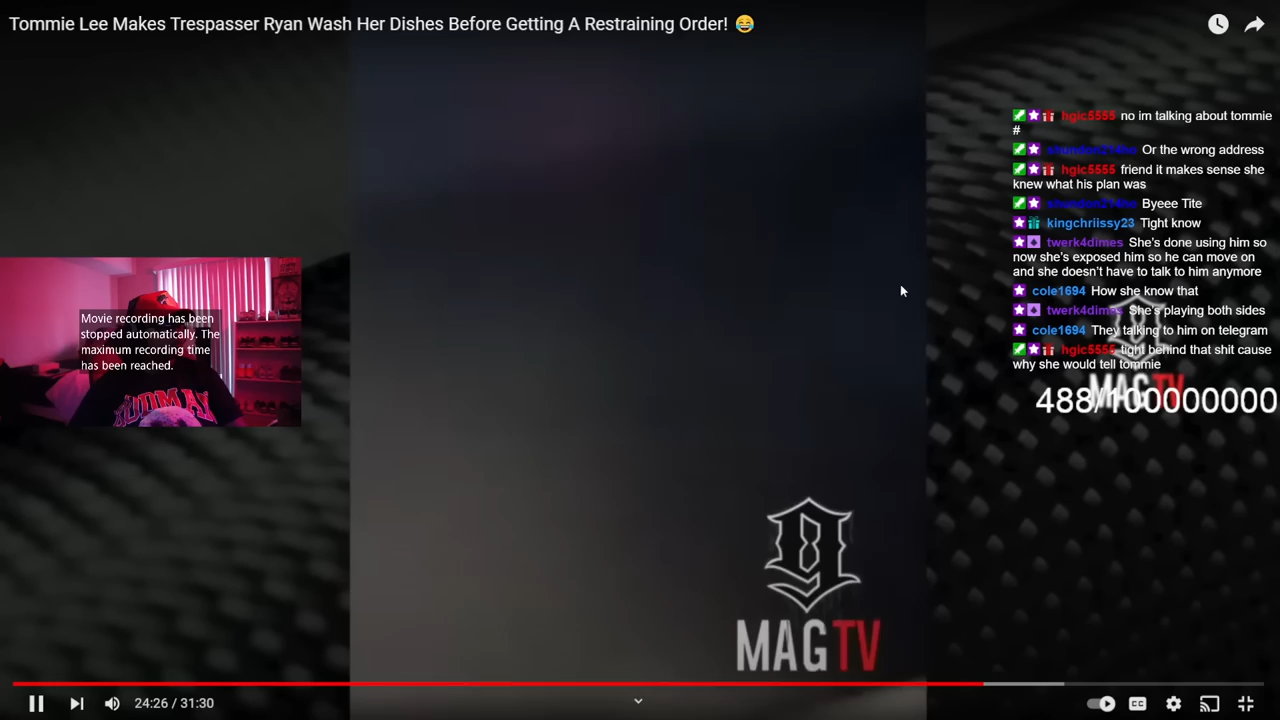 Tommie Lee Makes Trespasser Ryan Wash Her Dishes Before Getting A Restraining Order! 😂
hgic5555 no im talking about tommie
#
Or the wrong address
hgic5555 friend it makes sense she
knew what his plan was
Byeee Tite
kingchriissy23 Tight know
twerk4dimes She's done using him so
now she's exposed him so he can move on
and she doesn't have to talk to him anymore
cole1694 How she know that
twerk4dimes She's playing both sides
cole1694 They talking to him on telegram
hgic5555 tight behind that shit cause
why she would tell tommie
MAGTV
488/100000000
Movie recording has been
stopped automatically. The
maximum recording time
has been reached.
MAGTV
24:26 / 31:30
CC